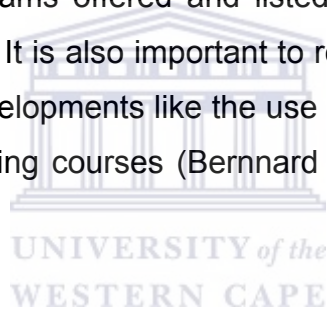 ams offered and listed
It is also important to re
elopments like the use
ing courses (Bernnard
UNIVERSITY of the
WESTERN CAPE